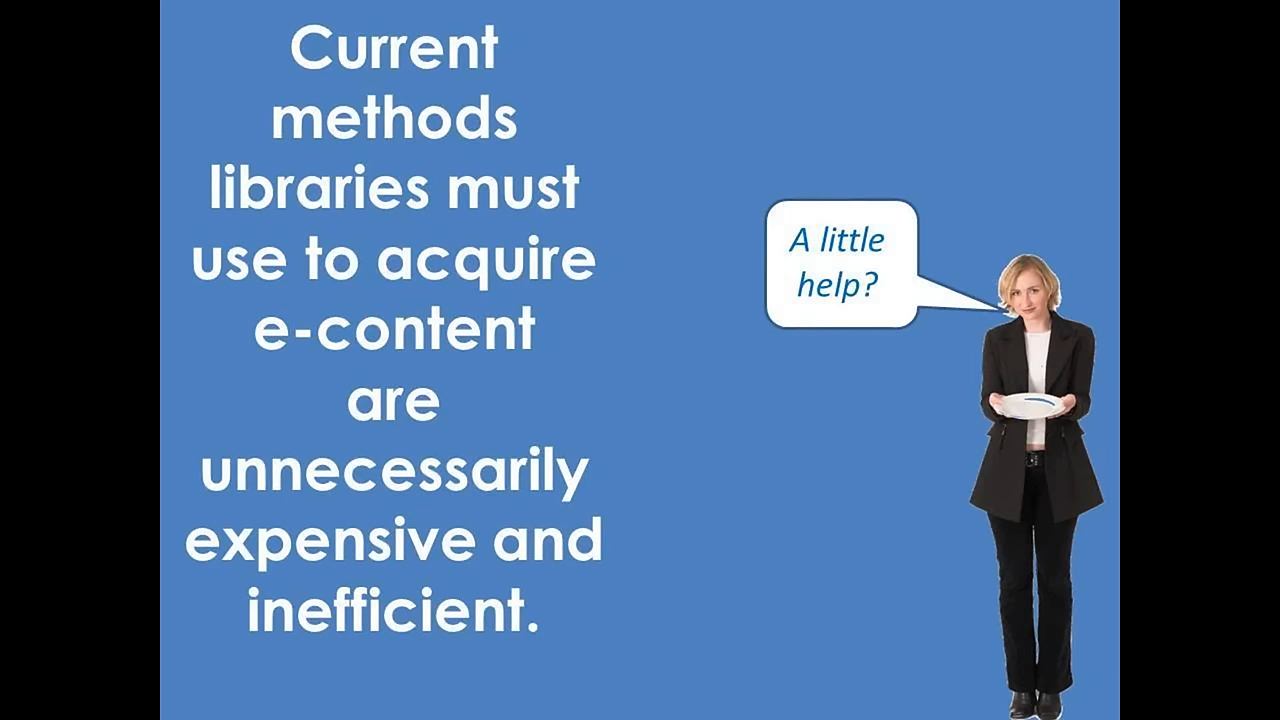 Current
methods
libraries must
use to acquire
e-content
are
unnecessarily
expensive and
inefficient.
A little
help?